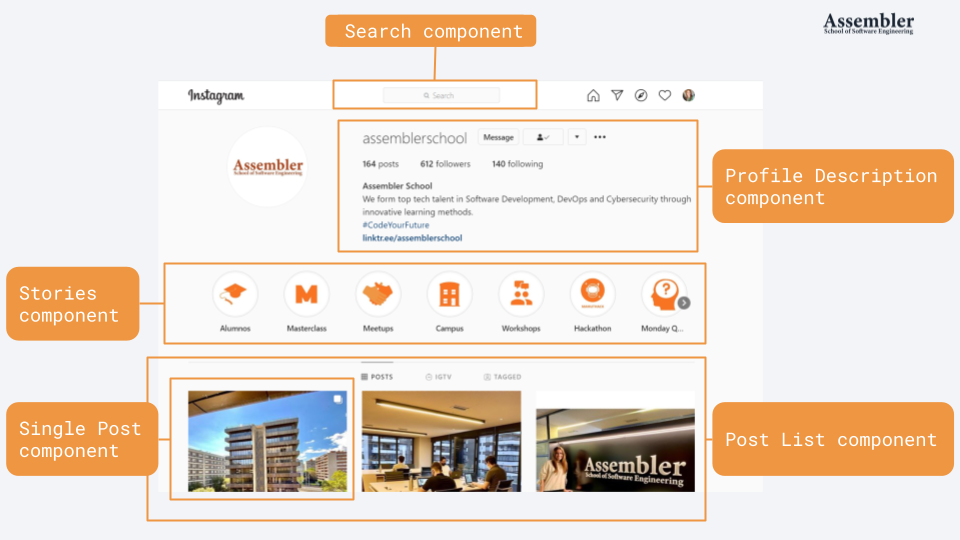 Search component
Assembler
School of Software Engineering
Instagram
Search
assemblerschool
Message
164 posts 612 followers 140 following
Assembler
School of Software Engineering
Assembler School
We form top tech talent in Software Development, DevOps and Cybersecurity through
innovative learning methods.
#CodeYourFuture
linktr.ee/assemblerschool
Profile Description
component
Stories
component
Alumnos Masterclass Meetups Campus Workshops Hackathon Monday Q...
POSTS IGTV TAGGED
Single Post
component
Assembler
School of Software Engineering
Post List component